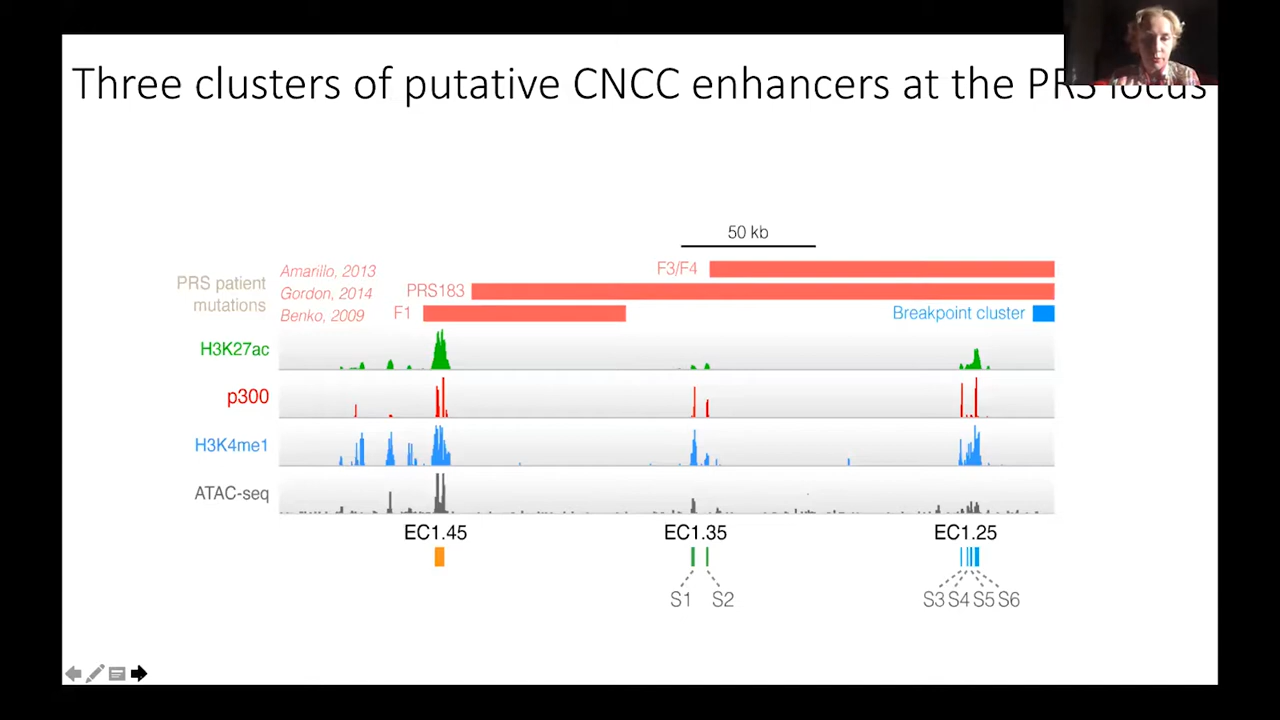 Three clusters of putative CNCC enhancers at the PRS locus
50 kb
PRS patient
mutations
Amarillo, 2013
F3/F4
Gordon, 2014
PRS183
Benko, 2009
F1
Breakpoint cluster
H3K27ac
p300
H3K4me1
ATAC-seq
EC1.45
EC1.35
EC1.25
S1
S2
S3 S4 S5 S6